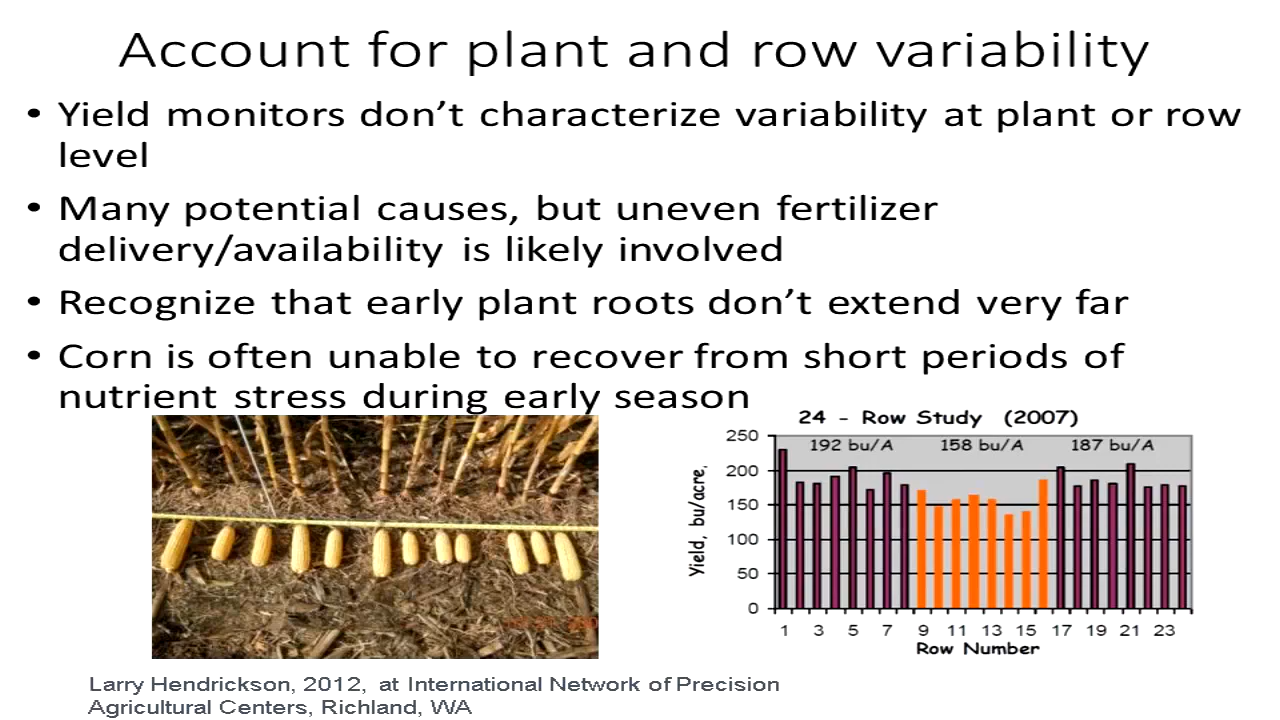 Account for plant and row variability
• Yield monitors don't characterize variability at plant or row
level
• Many potential causes, but uneven fertilizer
delivery/availability is likely involved
• Recognize that early plant roots don't extend very far
• Corn is often unable to recover from short periods of
nutrient stress during early season
24 - Row Study (2007)
192 bu/A 158 bu/A 187 bu/A
Yield, bu/acre,
250
200
150
100
50
0
1 3 5 7 9 11 13 15 17 19 21 23
Row Number
Larry Hendrickson, 2012, at International Network of Precision
Agricultural Centers, Richland, WA